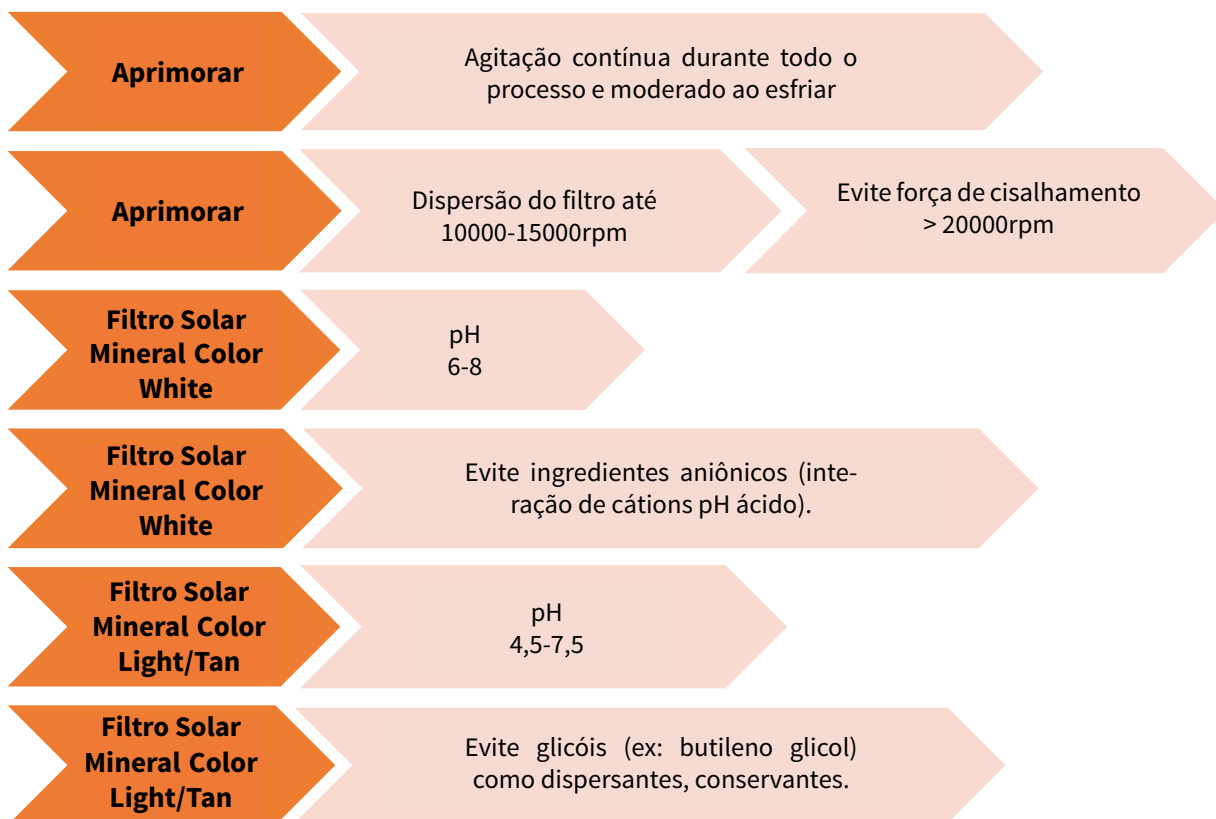 Aprimorar
Agitação contínua durante todo o
processo e moderado ao esfriar
Aprimorar
Dispersão do filtro até
10000-15000rpm
Evite força de cisalhamento
> 20000rpm
Filtro Solar
Mineral Color
White
pH
6-8
Filtro Solar
Mineral Color
White
Evite ingredientes aniônicos (inte-
ração de cátions pH ácido).
Filtro Solar
Mineral Color
Light/Tan
pH
4,5-7,5
Filtro Solar
Mineral Color
Light/Tan
Evite glicóis (ex: butileno glicol)
como dispersantes, conservantes.